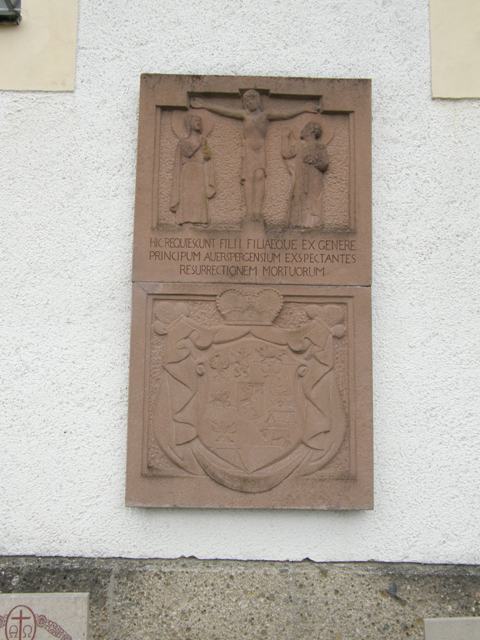 HIC REQUIESCUNT FILII FILIAEQUE EX GENERE
PRINCIPUM AUERSPERGENSIUM EXSPECTANTES
RESURRECTIONEM MORTUORUM